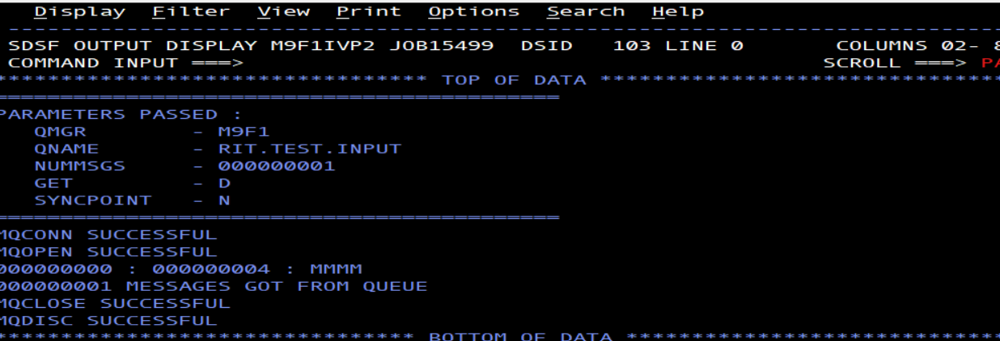 Display Filter View Print Options Search Help
--------------------------------------------------------------------------------
SDSF OUTPUT DISPLAY M9F1IVP2 JOB15499 DSID 103 LINE 0 COLUMNS 02- 8
COMMAND INPUT ===> SCROLL ===> PA
********************************* TOP OF DATA *******************************
===========================================
PARAMETERS PASSED :
QMGR - M9F1
QNAME - RIT.TEST.INPUT
NUMMSGS - 000000001
GET - D
SYNCPOINT - N
===========================================
MQCONN SUCCESSFUL
MQOPEN SUCCESSFUL
000000000 : 000000004 : MMMM
000000001 MESSAGES GOT FROM QUEUE
MQCLOSE SUCCESSFUL
MQDISC SUCCESSFUL
******************************** BOTTOM OF DATA *****************************